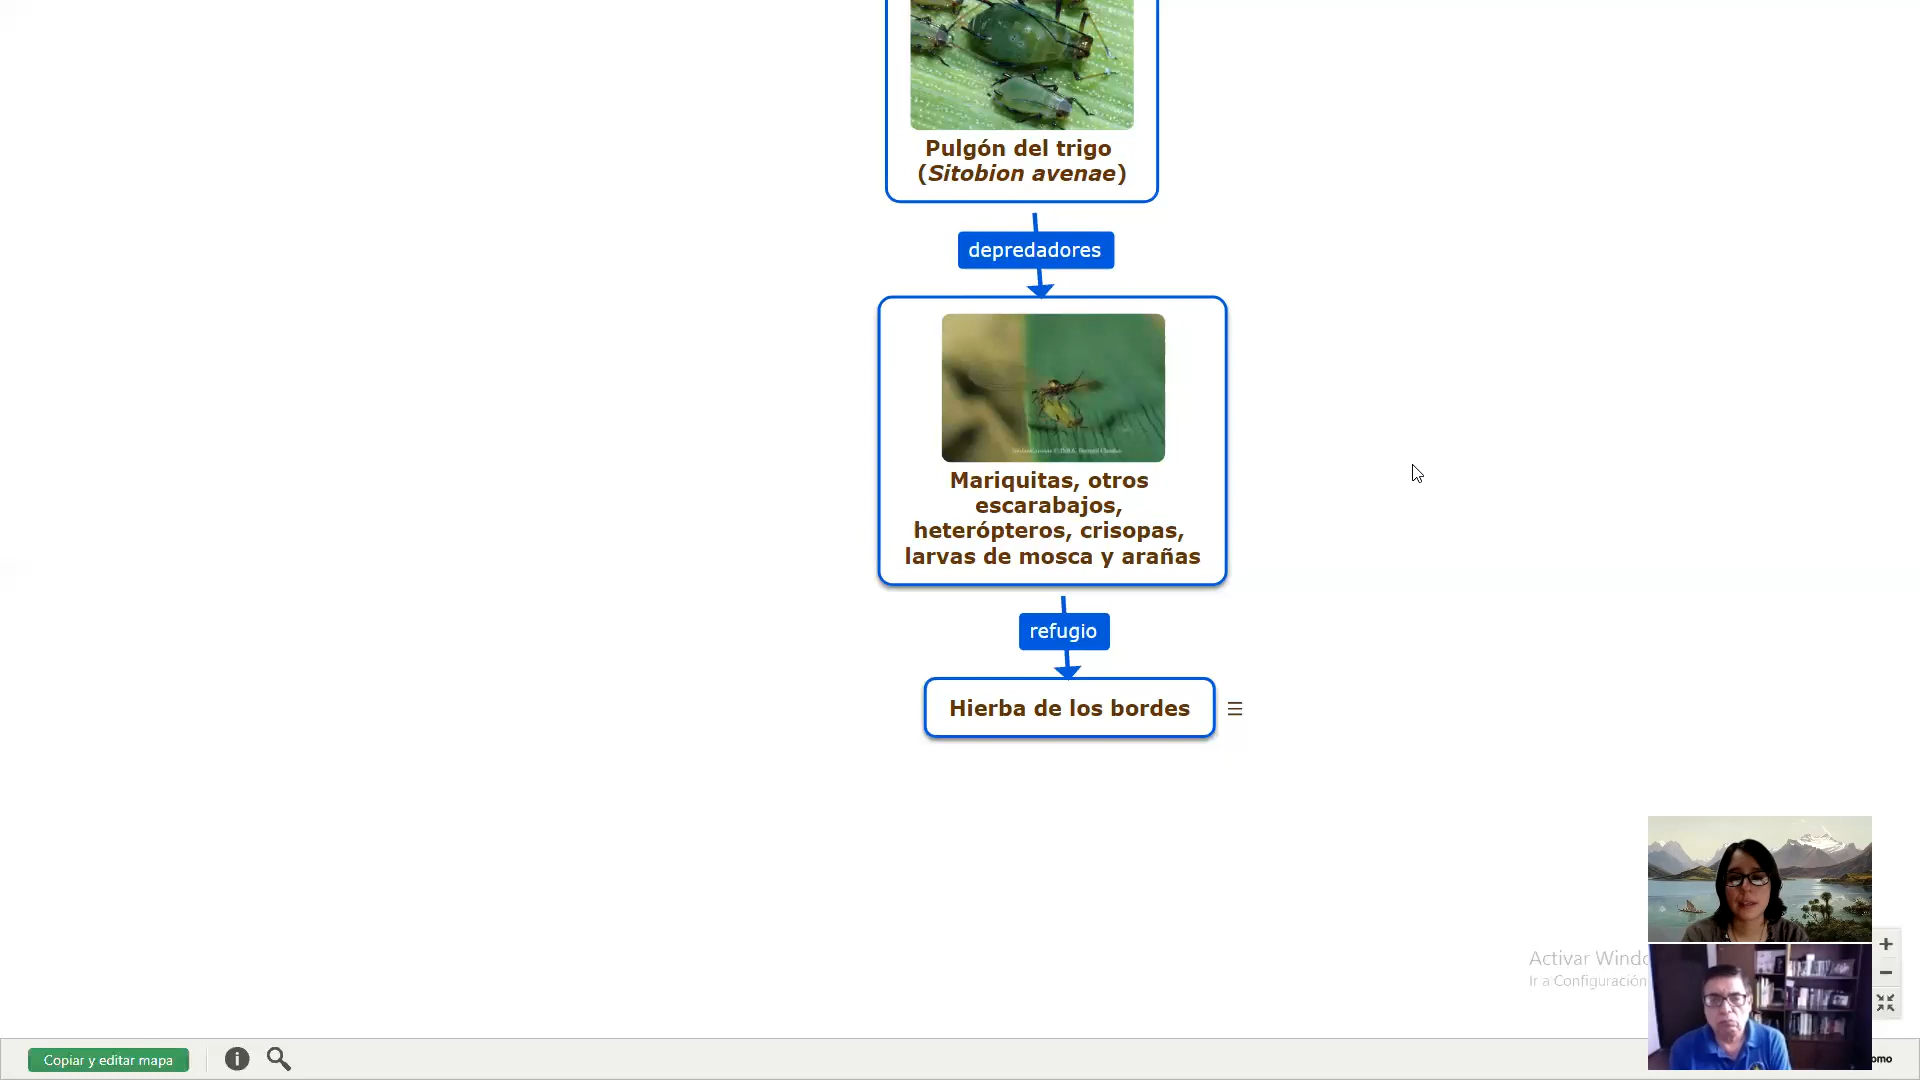 Pulgón del trigo
(Sitobion avenae)
depredadores
Mariquitas, otros
escarabajos,
heterópteros, crisopas,
larvas de mosca y arañas
refugio
Hierba de los bordes
Activar
Ir a Configuración
Copiar y editar mapa